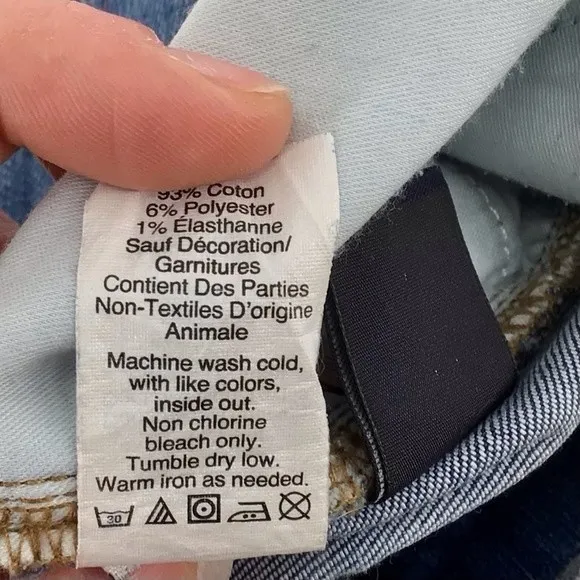 93% Coton
6% Polyester
1% Élasthanne
Sauf Décoration/
Garnitures
Contient Des Parties
Non-Textiles D'origine
Animale
Machine wash cold,
with like colors,
inside out.
Non chlorine
bleach only.
Tumble dry low.
Warm iron as needed.
30